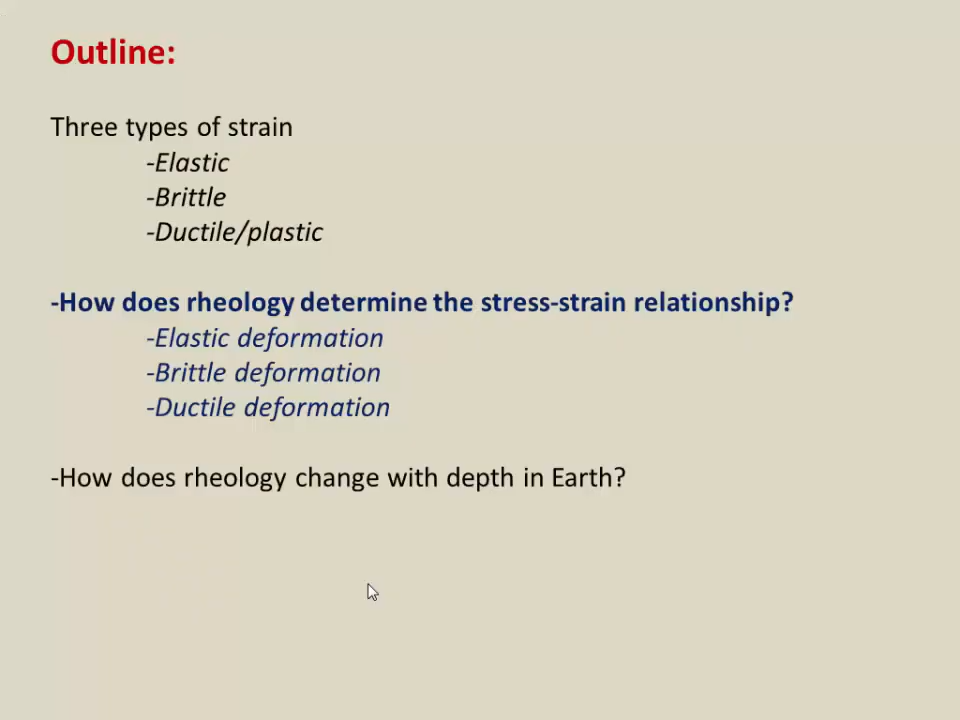 Outline:
Three types of strain
-Elastic
-Brittle
-Ductile/plastic
-How does rheology determine the stress-strain relationship?
-Elastic deformation
-Brittle deformation
-Ductile deformation
-How does rheology change with depth in Earth?